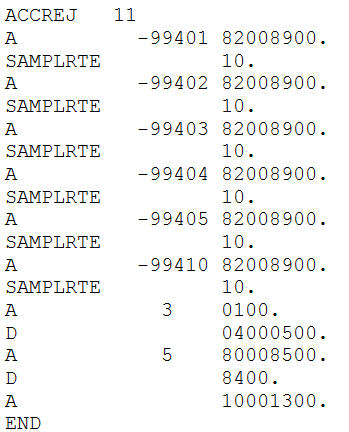 ACCREJ   11
A          -99401 82008900.
SAMPLRTE          10.
A          -99402 82008900.
SAMPLRTE          10.
A          -99403 82008900.
SAMPLRTE          10.
A          -99404 82008900.
SAMPLRTE          10.
A          -99405 82008900.
SAMPLRTE          10.
A          -99410 82008900.
SAMPLRTE          10.
A            3    0100.
D                 04000500.
A            5    80008500.
D                 8400.
A                 10001300.
END